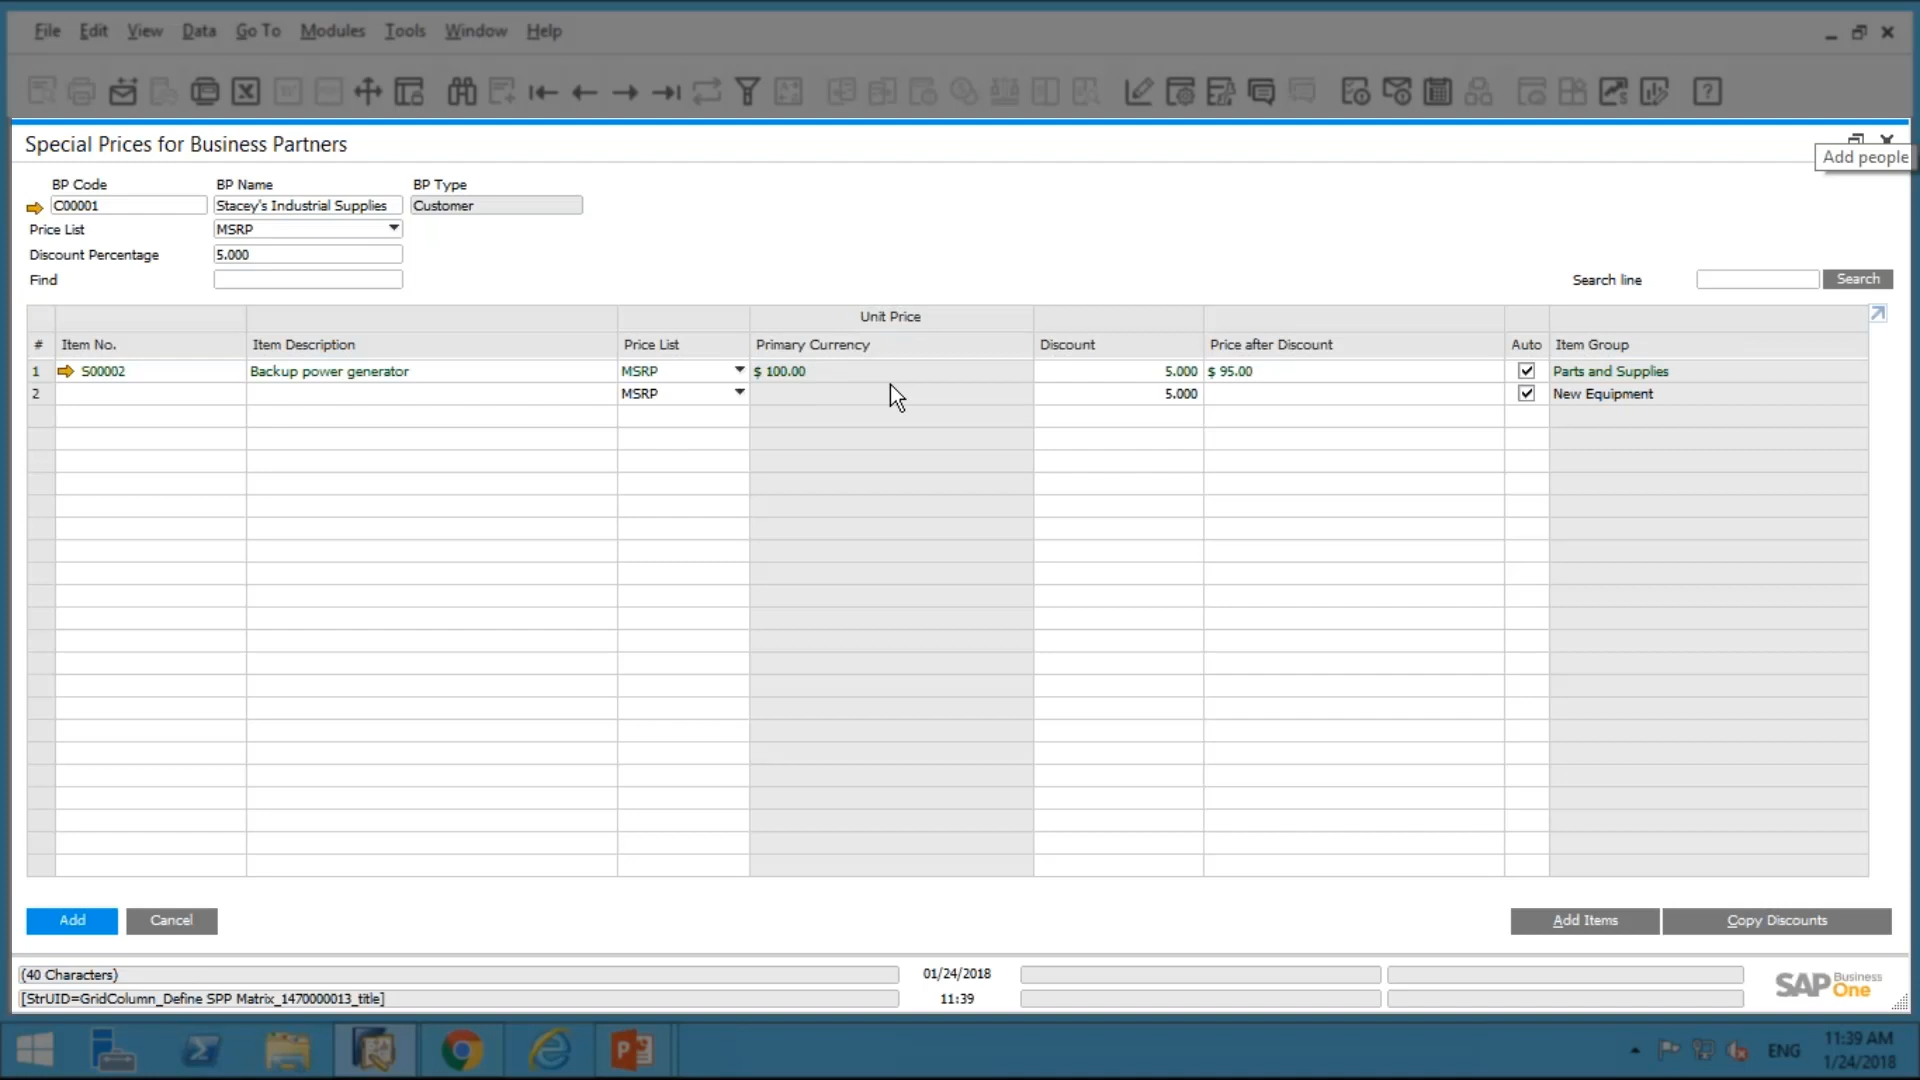 File Edit View Data Go To Modules Tools Window Help
Special Prices for Business Partners
Add people
BP Code BP Name BP Type
C00001 Stacey's Industrial Supplies Customer
Price List MSRP
Discount Percentage 5.000
Find
Search line Search
Unit Price
# Item No. Item Description Price List Primary Currency Discount Price after Discount Auto Item Group
1 S00002 Backup power generator MSRP $ 100.00 5.000 $ 95.00 Parts and Supplies
2 MSRP 5.000 New Equipment
Add Cancel Add Items Copy Discounts
(40 Characters) 01/24/2018
[StrUID=GridColumn_Define SPP Matrix_1470000013_title] 11:39
SAP Business One
ENG 11:39 AM
1/24/2018